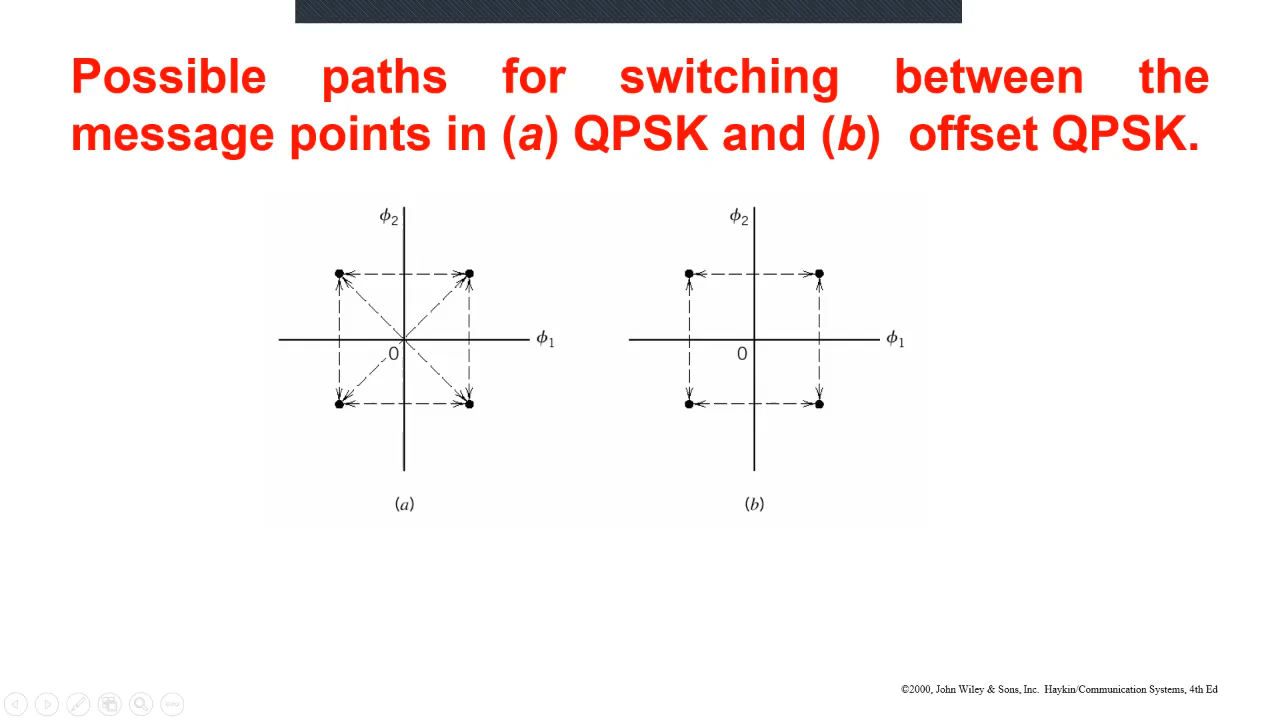 Possible paths for switching between the
message points in (a) QPSK and (b) offset QPSK.
ϕ2
ϕ1
0
(a)
ϕ2
ϕ1
0
(b)
©2000, John Wiley & Sons, Inc. Haykin/Communication Systems, 4th Ed